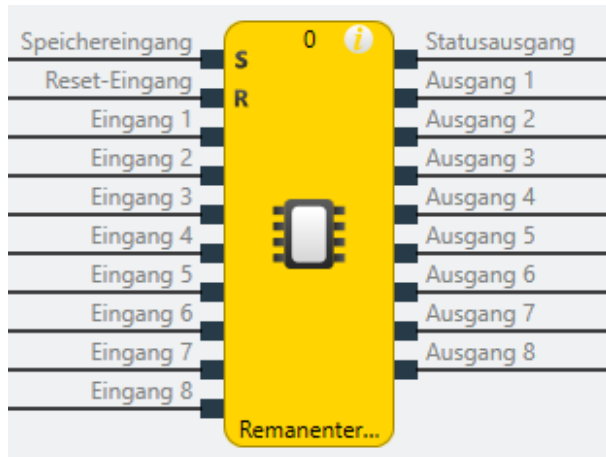 Speichereingang
Reset-Eingang
Eingang 1
Eingang 2
Eingang 3
Eingang 4
Eingang 5
Eingang 6
Eingang 7
Eingang 8
0 i
S
R
Remanenter...
Statusausgang
Ausgang 1
Ausgang 2
Ausgang 3
Ausgang 4
Ausgang 5
Ausgang 6
Ausgang 7
Ausgang 8